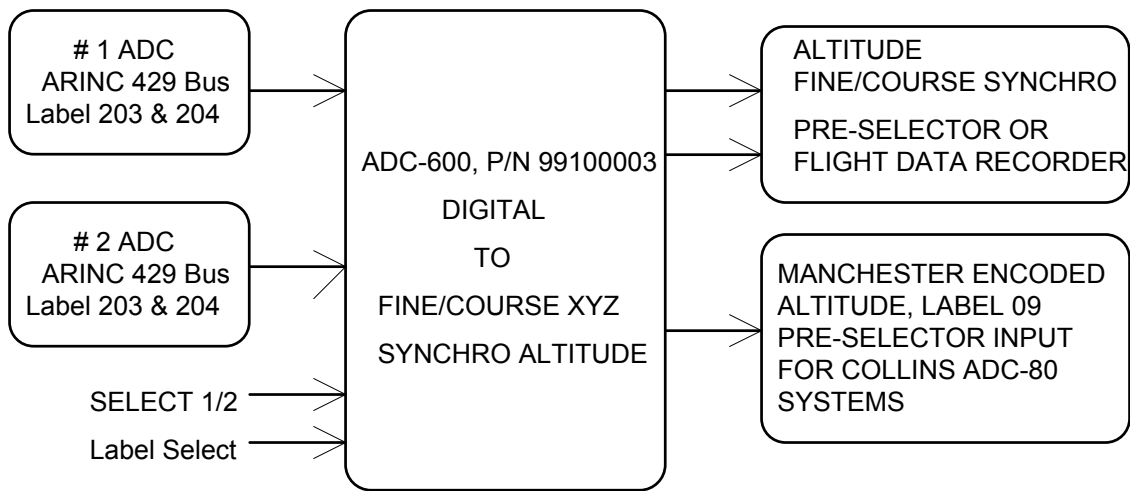 # 1 ADC
ARINC 429 Bus
Label 203 & 204
# 2 ADC
ARINC 429 Bus
Label 203 & 204
SELECT 1/2
Label Select
ADC-600, P/N 99100003
DIGITAL
TO
FINE/COURSE XYZ
SYNCHRO ALTITUDE
ALTITUDE
FINE/COURSE SYNCHRO
PRE-SELECTOR OR
FLIGHT DATA RECORDER
MANCHESTER ENCODED
ALTITUDE, LABEL 09
PRE-SELECTOR INPUT
FOR COLLINS ADC-80
SYSTEMS